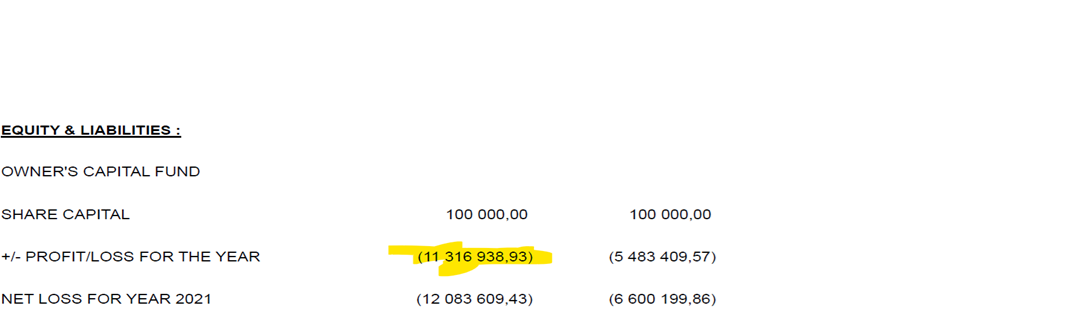 EQUITY & LIABILITIES :
OWNER'S CAPITAL FUND
SHARE CAPITAL 100 000,00 100 000,00
+/- PROFIT/LOSS FOR THE YEAR (11 316 938,93) (5 483 409,57)
NET LOSS FOR YEAR 2021 (12 083 609,43) (6 600 199,86)